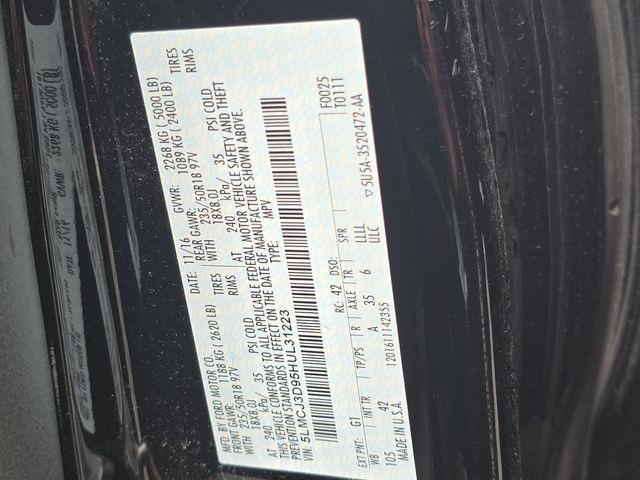 MFD. BY FORD MOTOR CO.
DATE: 11/16 GVWR: 2268 KG ( 5000 LB)
FRONT GAWR: 1188 KG ( 2620 LB) REAR GAWR: 1089 KG ( 2400 LB)
235/50R18 97V TIRES 235/50R18 97V TIRES
WITH 18X8.0J RIMS WITH 18X8.0J RIMS
AT 240 kPa/ 35 PSI COLD AT 240 kPa/ 35 PSI COLD
THIS VEHICLE CONFORMS TO ALL APPLICABLE FEDERAL MOTOR VEHICLE SAFETY AND THEFT
PREVENTION STANDARDS IN EFFECT ON THE DATE OF MANUFACTURE SHOWN ABOVE.
VIN: 5LMCJ3D95HUL31223 TYPE: MPV
F0025
T0111
EXT PNT: G1 RC: 42 DSO:
WB INT TR TP/PS R AXLE TR SPR
105 42 A 35 6 LLLL
ULC
MADE IN U.S.A. 120161142355
5U5A-3520472-AA